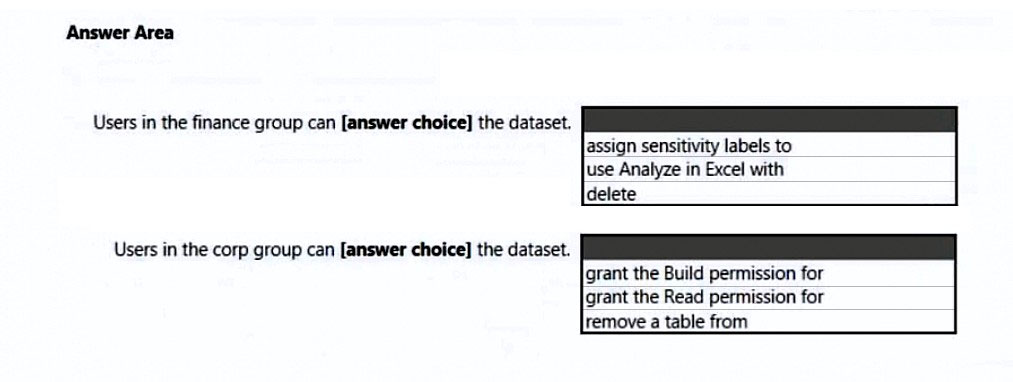 Answer Area
Users in the finance group can [answer choice] the dataset.
assign sensitivity labels to
use Analyze in Excel with
delete
Users in the corp group can [answer choice] the dataset.
grant the Build permission for
grant the Read permission for
remove a table from